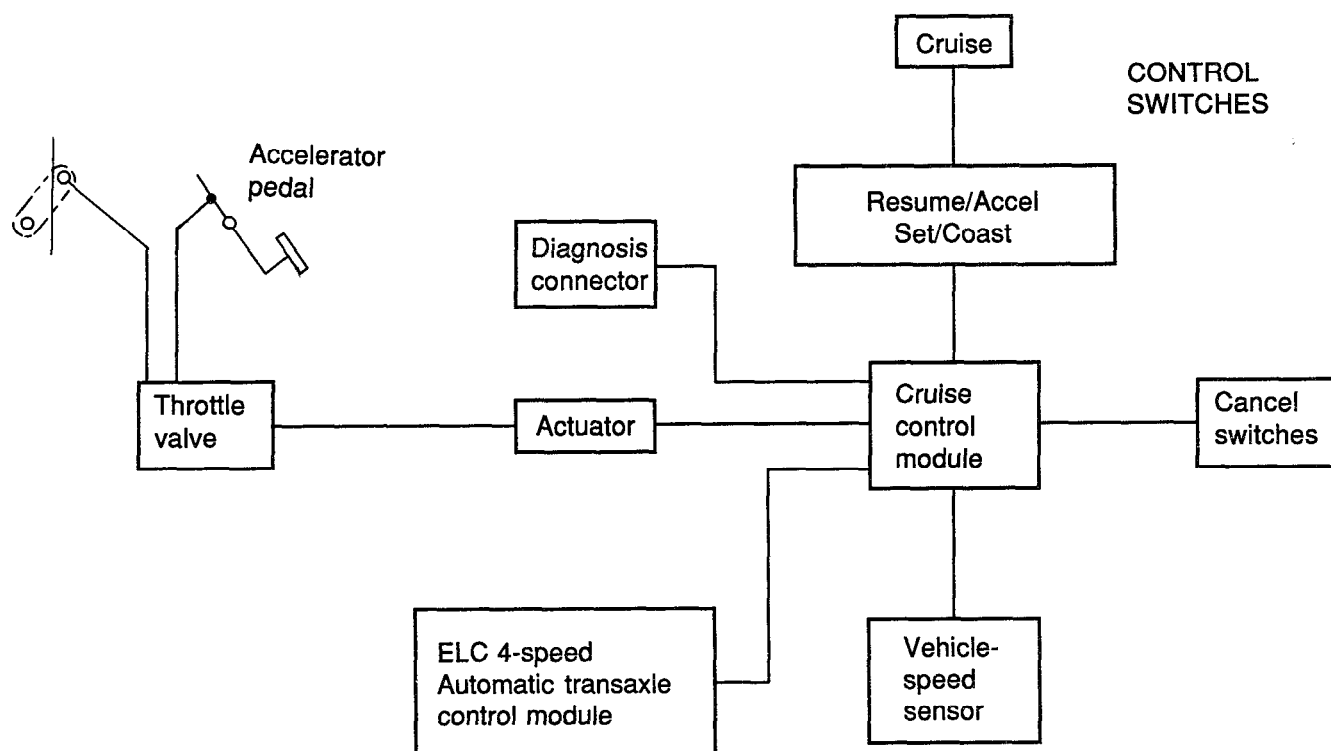 Cruise
CONTROL
SWITCHES
Accelerator
pedal
Resume/Accel
Set/Coast
Diagnosis
connector
Throttle
valve
Actuator
Cruise
control
module
Cancel
switches
ELC 4-speed
Automatic transaxle
control module
Vehicle-
speed
sensor